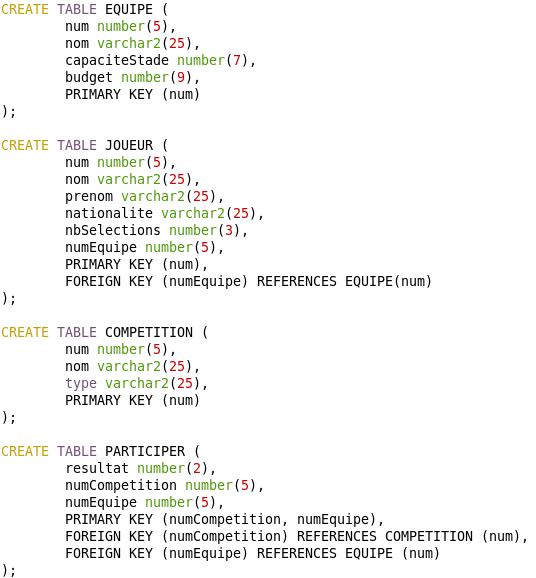 CREATE TABLE EQUIPE (
        num number(5),
        nom varchar2(25),
        capaciteStade number(7),
        budget number(9),
        PRIMARY KEY (num)
);

CREATE TABLE JOUEUR (
        num number(5),
        nom varchar2(25),
        prenom varchar2(25),
        nationalite varchar2(25),
        nbSelections number(3),
        numEquipe number(5),
        PRIMARY KEY (num),
        FOREIGN KEY (numEquipe) REFERENCES EQUIPE(num)
);

CREATE TABLE COMPETITION (
        num number(5),
        nom varchar2(25),
        type varchar2(25),
        PRIMARY KEY (num)
);

CREATE TABLE PARTICIPER (
        resultat number(2),
        numCompetition number(5),
        numEquipe number(5),
        PRIMARY KEY (numCompetition, numEquipe),
        FOREIGN KEY (numCompetition) REFERENCES COMPETITION (num),
        FOREIGN KEY (numEquipe) REFERENCES EQUIPE (num)
);